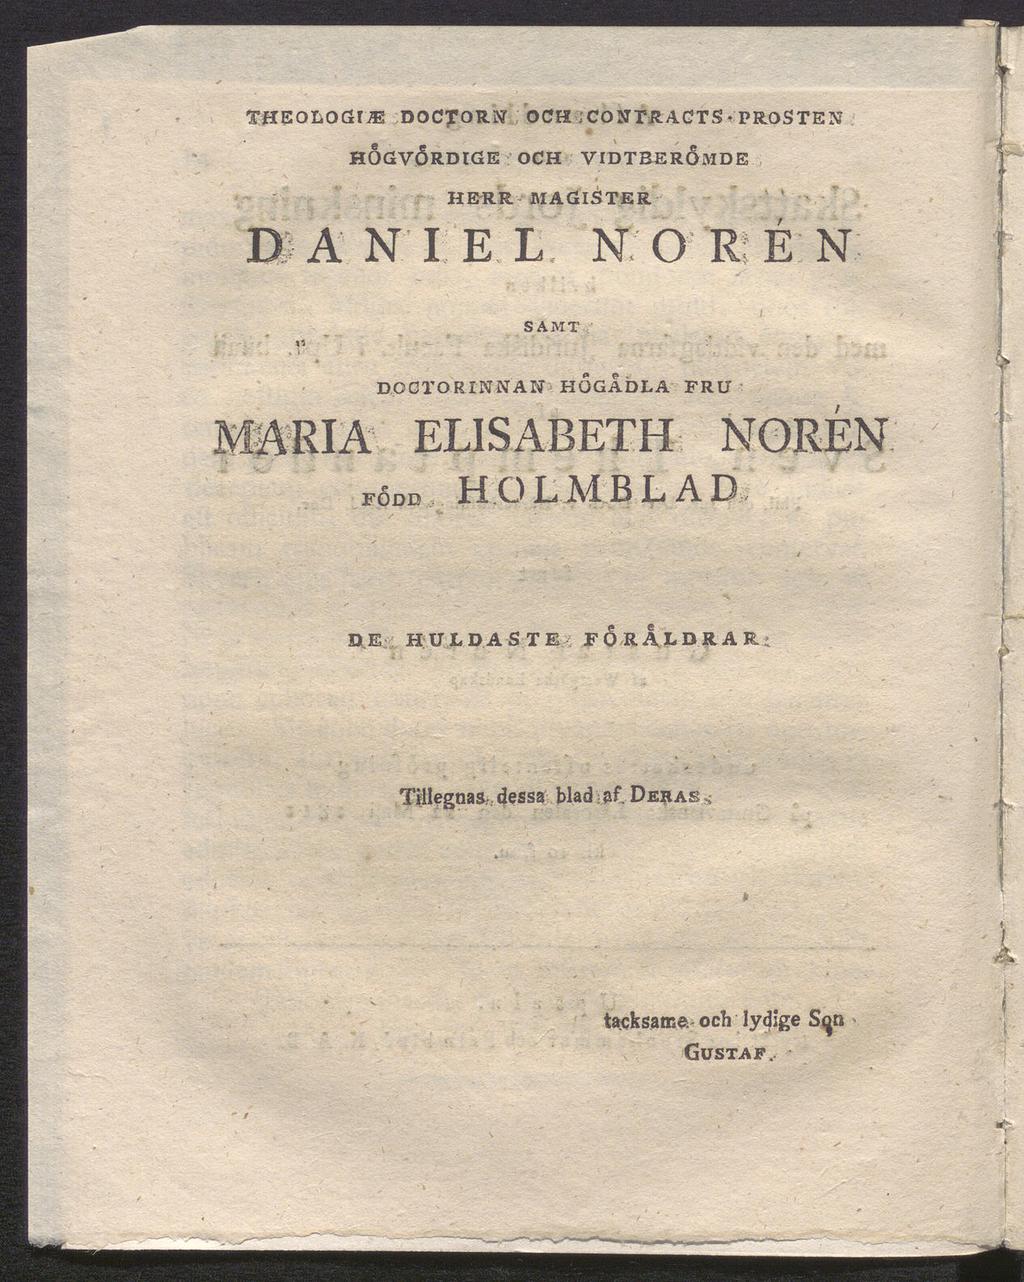 THEOLOGIÆ DOCTORN OCH CONTRACTS-PROSTEN
HÖGVÖRDIGE OCH VIDTBERÖMDE
HERR MAGISTER
DANIEL NORÉN
SAMT
DOCTORINNAN HÖGÄDLA FRU
MARIA ELISABETH NORÉN
FÖDD HOLMBLAD
DE HULDASTE FÖRÄLDRAR
Tillegnas dessa blad af DERAS
tacksame och lydige Son
GUSTAF.